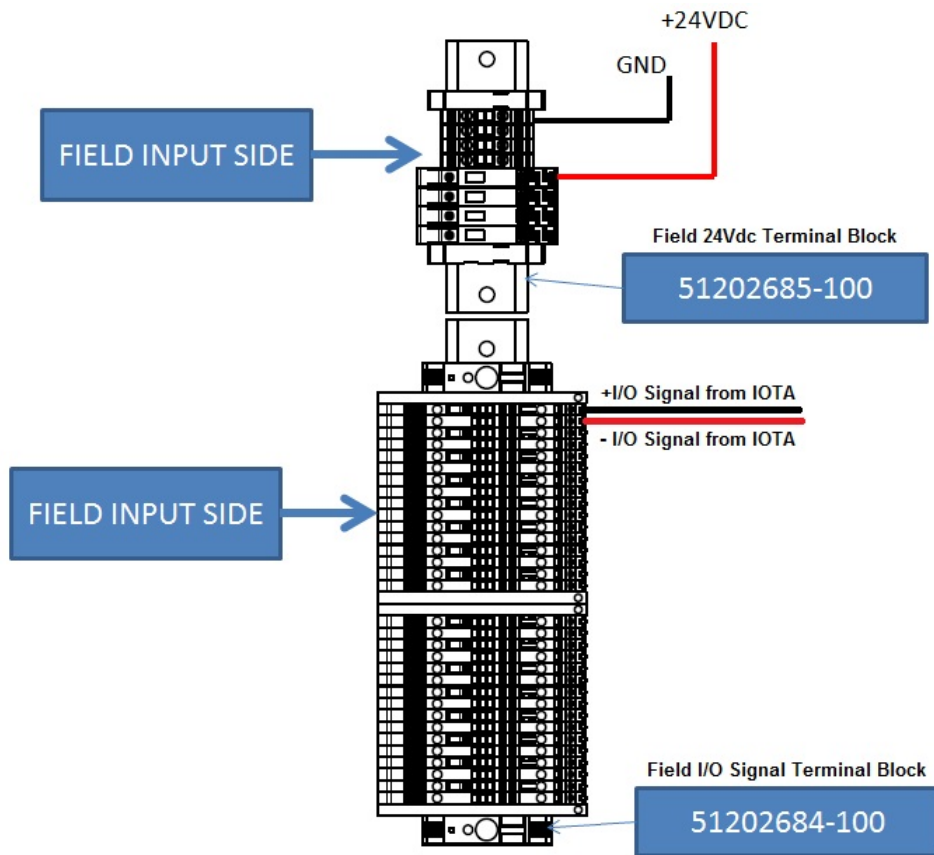 +24VDC
GND
FIELD INPUT SIDE
Field 24Vdc Terminal Block
51202685-100
+I/O Signal from IOTA
- I/O Signal from IOTA
FIELD INPUT SIDE
Field I/O Signal Terminal Block
51202684-100